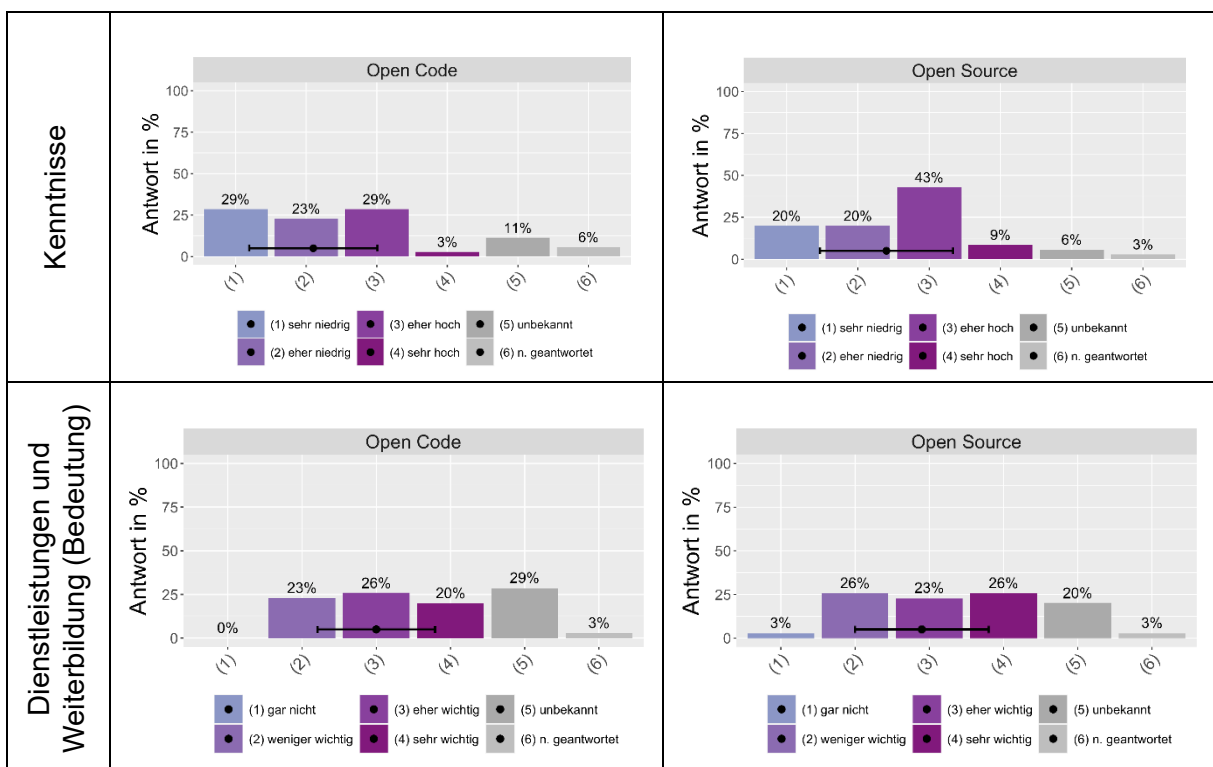 Kenntnisse
Open Code
Antwort in %
100
75
50
25
0
29%
23%
29%
3%
11%
6%
(1)
(2)
(3)
(4)
(5)
(6)
(1) sehr niedrig
(3) eher hoch
(5) unbekannt
(2) eher niedrig
(4) sehr hoch
(6) n. geantwortet
Open Source
Antwort in %
100
75
50
25
0
20%
20%
43%
9%
6%
3%
(1)
(2)
(3)
(4)
(5)
(6)
(1) sehr niedrig
(3) eher hoch
(5) unbekannt
(2) eher niedrig
(4) sehr hoch
(6) n. geantwortet
Dienstleistungen und
Weiterbildung (Bedeutung)
Open Code
Antwort in %
100
75
50
25
0
0%
23%
26%
20%
29%
3%
(1)
(2)
(3)
(4)
(5)
(6)
(1) gar nicht
(3) eher wichtig
(5) unbekannt
(2) weniger wichtig
(4) sehr wichtig
(6) n. geantwortet
Open Source
Antwort in %
100
75
50
25
0
3%
26%
23%
26%
20%
3%
(1)
(2)
(3)
(4)
(5)
(6)
(1) gar nicht
(3) eher wichtig
(5) unbekannt
(2) weniger wichtig
(4) sehr wichtig
(6) n. geantwortet